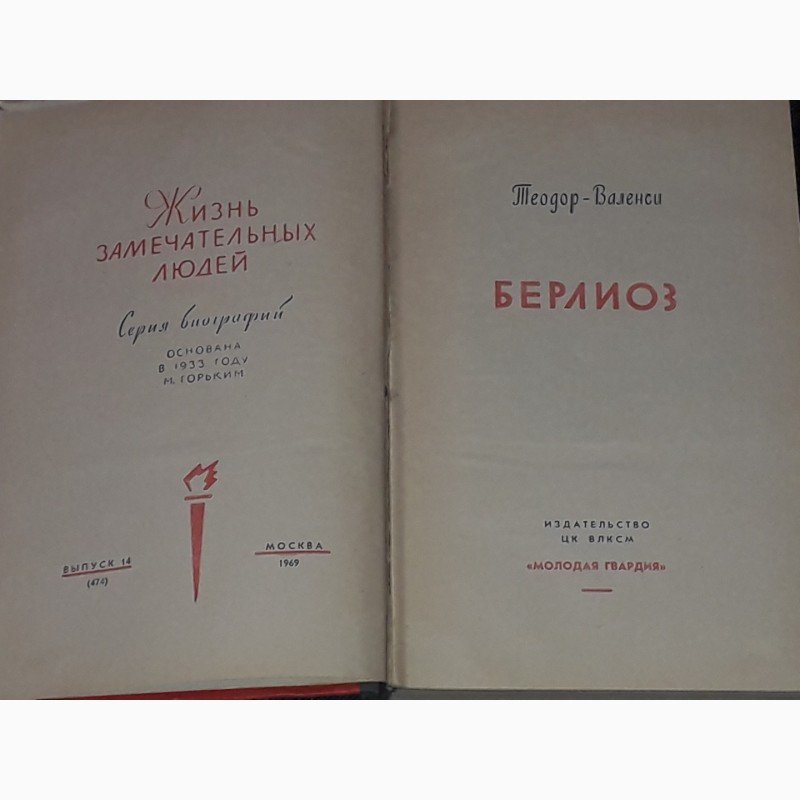 Жизнь
ЗАМЕЧАТЕЛЬНЫХ
ЛЮДЕЙ
Серия биографий
ОСНОВАНА
В 1933 ГОДУ
М. ГОРЬКИМ
ВЫПУСК 14
(474)
МОСКВА
1969
Теодор-Валенси
БЕРЛИОЗ
ИЗДАТЕЛЬСТВО
ЦК ВЛКСМ
«МОЛОДАЯ ГВАРДИЯ»